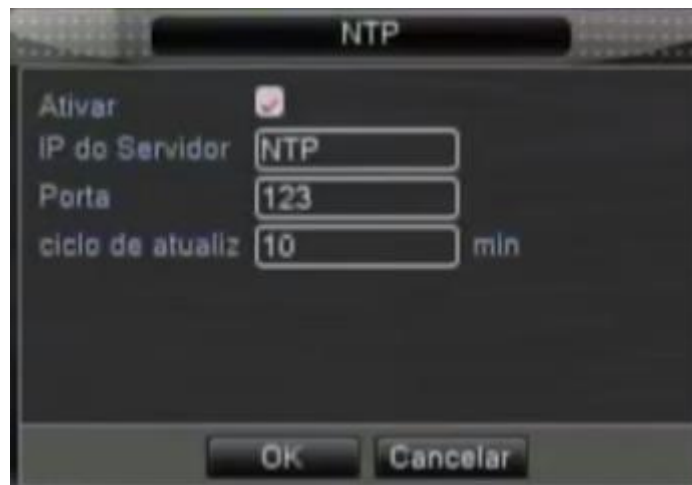 NTP
Ativar
IP do Servidor NTP
Porta 123
ciclo de atualiz 10 min
OK Cancelar